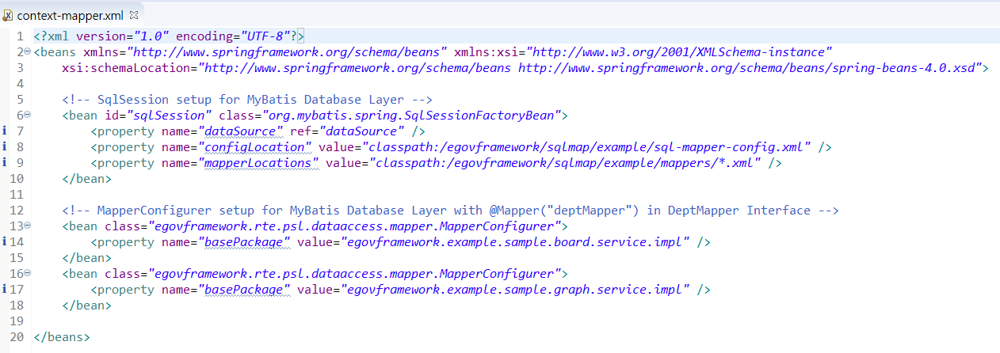 context-mapper.xml
1 <?xml version="1.0" encoding="UTF-8"?>
2 <beans xmlns="http://www.springframework.org/schema/beans" xmlns:xsi="http://www.w3.org/2001/XMLSchema-instance"
3 xsi:schemaLocation="http://www.springframework.org/schema/beans http://www.springframework.org/schema/beans/spring-beans-4.0.xsd">
4
5 <!-- SqlSession setup for MyBatis Database Layer -->
6 <bean id="sqlSession" class="org.mybatis.spring.SqlSessionFactoryBean">
7 <property name="dataSource" ref="dataSource" />
8 <property name="configLocation" value="classpath:/egovframework/sqlmap/example/sql-mapper-config.xml" />
9 <property name="mapperLocations" value="classpath:/egovframework/sqlmap/example/mappers/*.xml" />
10 </bean>
11
12 <!-- MapperConfigurer setup for MyBatis Database Layer with @Mapper("deptMapper") in DeptMapper Interface -->
13 <bean class="egovframework.rte.psl.dataaccess.mapper.MapperConfigurer">
14 <property name="basePackage" value="egovframework.example.sample.board.service.impl" />
15 </bean>
16 <bean class="egovframework.rte.psl.dataaccess.mapper.MapperConfigurer">
17 <property name="basePackage" value="egovframework.example.sample.graph.service.impl" />
18 </bean>
19
20 </beans>